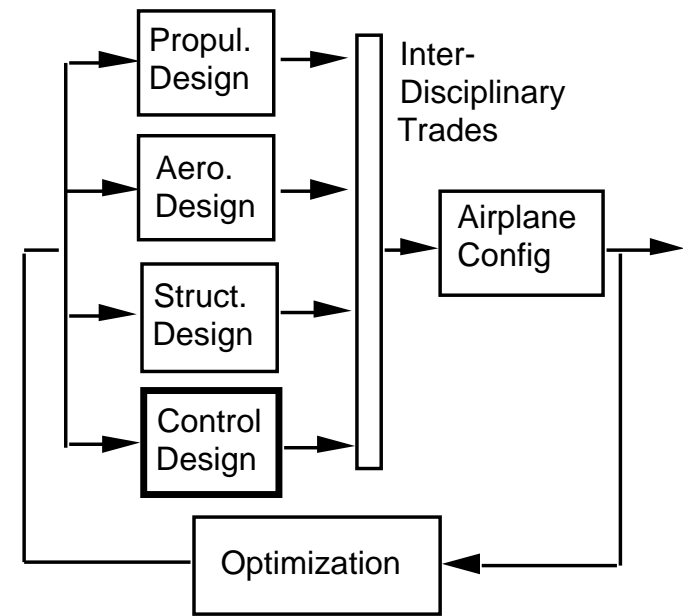 Propul.
Design
Inter-
Disciplinary
Trades
Aero.
Design
Airplane
Config
Struct.
Design
Control
Design
Optimization